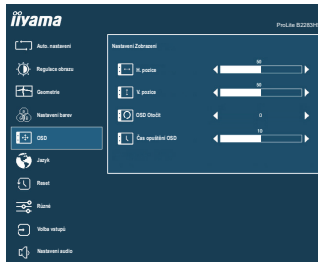 iiyama
ProLite B2283H
Auto. nastavení
Nastavení Zobrazení
Regulace obrazu
H. pozice
50
Geometrie
V. pozice
50
Nastavení barev
OSD Otočit
0
OSD
Čas opuštění OSD
10
Jazyk
Reset
Různé
Volba vstupů
Nastavení audio